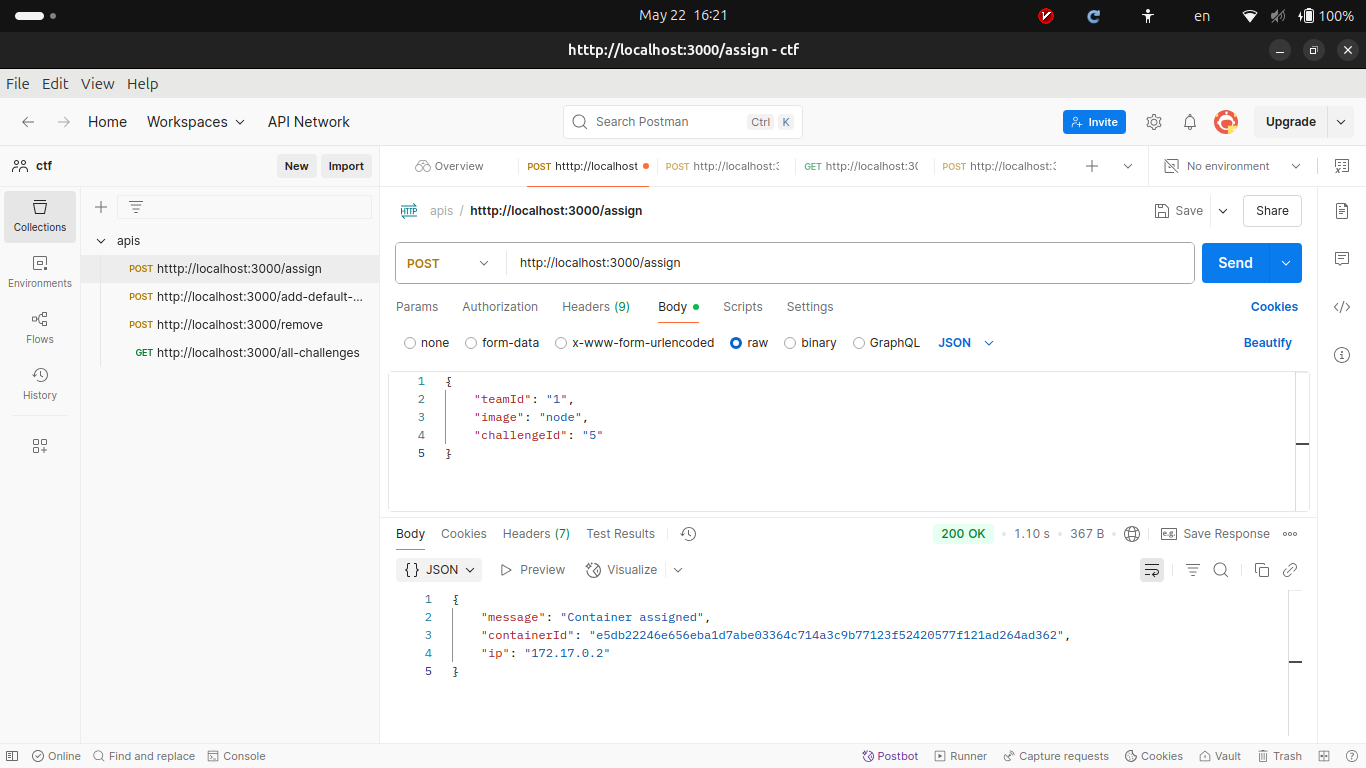 May 22 16:21
en
100%
htttp://localhost:3000/assign - ctf
File Edit View Help
Home Workspaces API Network
Search Postman Ctrl K
Invite
Upgrade
ctf
New Import
Overview
POST htttp://localhost
POST http://localhost:3
GET http://localhost:30
POST http://localhost:3
No environment
Collections
Environments
Flows
History
apis
POST htttp://localhost:3000/assign
POST http://localhost:3000/add-default-...
POST http://localhost:3000/remove
GET http://localhost:3000/all-challenges
HTTP apis / htttp://localhost:3000/assign
Save Share
POST http://localhost:3000/assign
Send
Params Authorization Headers (9) Body Scripts Settings Cookies
none form-data x-www-form-urlencoded raw binary GraphQL JSON Beautify
1 {
2 "teamId": "1",
3 "image": "node",
4 "challengeId": "5"
5 }
Body Cookies Headers (7) Test Results 200 OK 1.10 s 367 B e.g. Save Response
{} JSON Preview Visualize
1 {
2 "message": "Container assigned",
3 "containerId": "e5db22246e656eba1d7abe03364c714a3c9b77123f52420577f121ad264ad362",
4 "ip": "172.17.0.2"
5 }
Online Find and replace Console Postbot Runner Capture requests Cookies Vault Trash